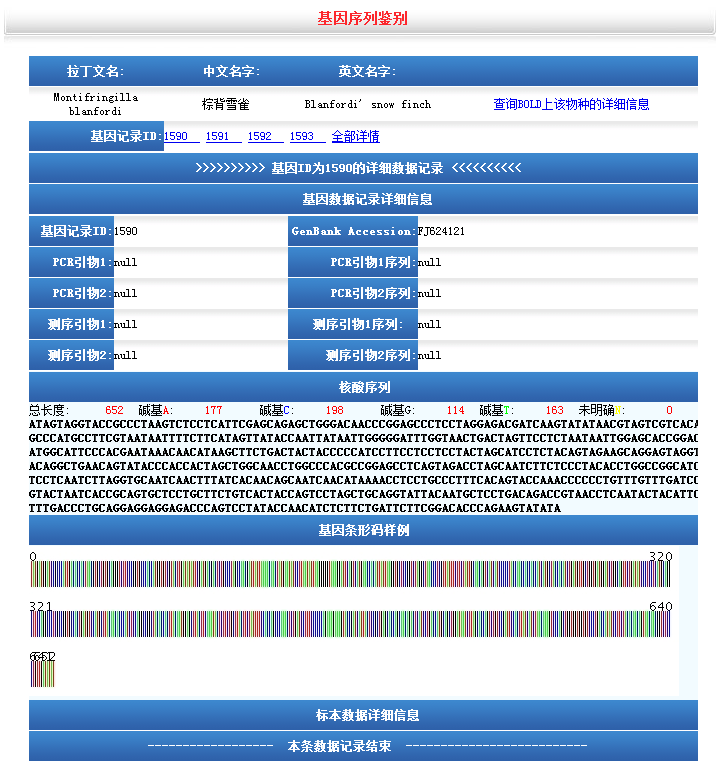 基因序列鉴别
拉丁文名: 中文名字: 英文名字:
Montifringilla blanfordi 棕背雪雀 Blanfordi' snow finch 查询BOLD上该物种的详细信息
基因记录ID:1590 1591 1592 1593 全部详情
>>>>>>>>>> 基因ID为1590的详细数据记录 <<<<<<<<<<
基因数据记录详细信息
基因记录ID:1590 GenBank Accession:FJ624121
PCR引物1:null PCR引物1序列:null
PCR引物2:null PCR引物2序列:null
测序引物1:null 测序引物1序列: null
测序引物2:null 测序引物2序列:null
核酸序列
总长度: 652 碱基A: 177 碱基C: 198 碱基G: 114 碱基T: 163 未明确F: 0
ATAGTAGGTACCGCCCTAAGTCTCCTCATTCGAGCAGAGCTGGGACAACCCGGAGCCCTCCTAGGAGACGATCAAGTATATAACGTAGTCGTCACA
GCCCATGCCTTCGTAATAATTTTCTTCATAGTTATACCAATTATAATTGGGGGATTTGGTAACTGACTAGTTCCTCTAATAATTGGAGCACCGGAC
ATGGCATTCCCACGAATAAACAACATAAGCTTCTGACTACTACCCCCATCCTTCCTCCTCCTACTAGCATCCTCTACAGTAGAAGCAGGAGTAGGT
ACAGGCTGAACAGTATACCCACCACTAGCTGGCAACCTGGCCCACGCCGGAGCCTCAGTAGACCTAGCAATCTTCTCCCTACACCTGGCCGGCATC
TCCTCAATCTTAGGTGCAATCAACTTTATCACAACAGCAATCAACATAAAACCTCCTGCCCTTTCACAGTACCAAACCCCCCTGTTTGTTTGATCC
GTACTAATCACCGCAGTGCTCCTGCTTCTGTCACTACCAGTCCTAGCTGCAGGTATTACAATGCTCCTGACAGACCGTAACCTCAATACTACATTC
TTTGACCCTGCAGGAGGAGGAGACCCAGTCCTATACCAACATCTCTTCTGATTCTTCGGACACCCAGAAGTATATA
基因条形码样例
0 320
321 640
641 652
标本数据详细信息
------------------ 本条数据记录结束 --------------------------